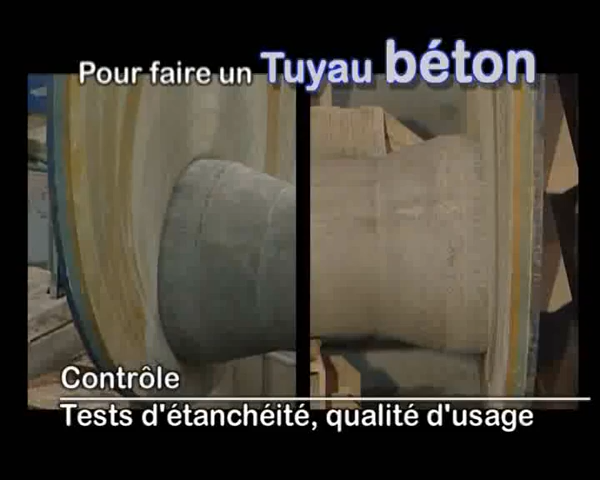 Pour faire un Tuyau béton
Contrôle
Tests d'étanchéité, qualité d'usage